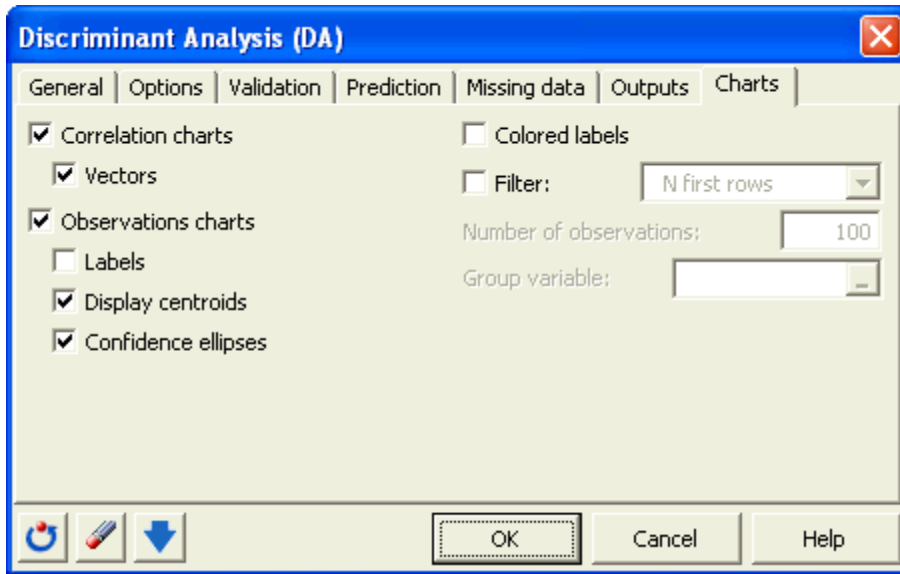 Discriminant Analysis (DA)
General Options Validation Prediction Missing data Outputs Charts
Correlation charts
Vectors
Observations charts
Labels
Display centroids
Confidence ellipses
Colored labels
Filter: N first rows
Number of observations: 100
Group variable: _
OK Cancel Help